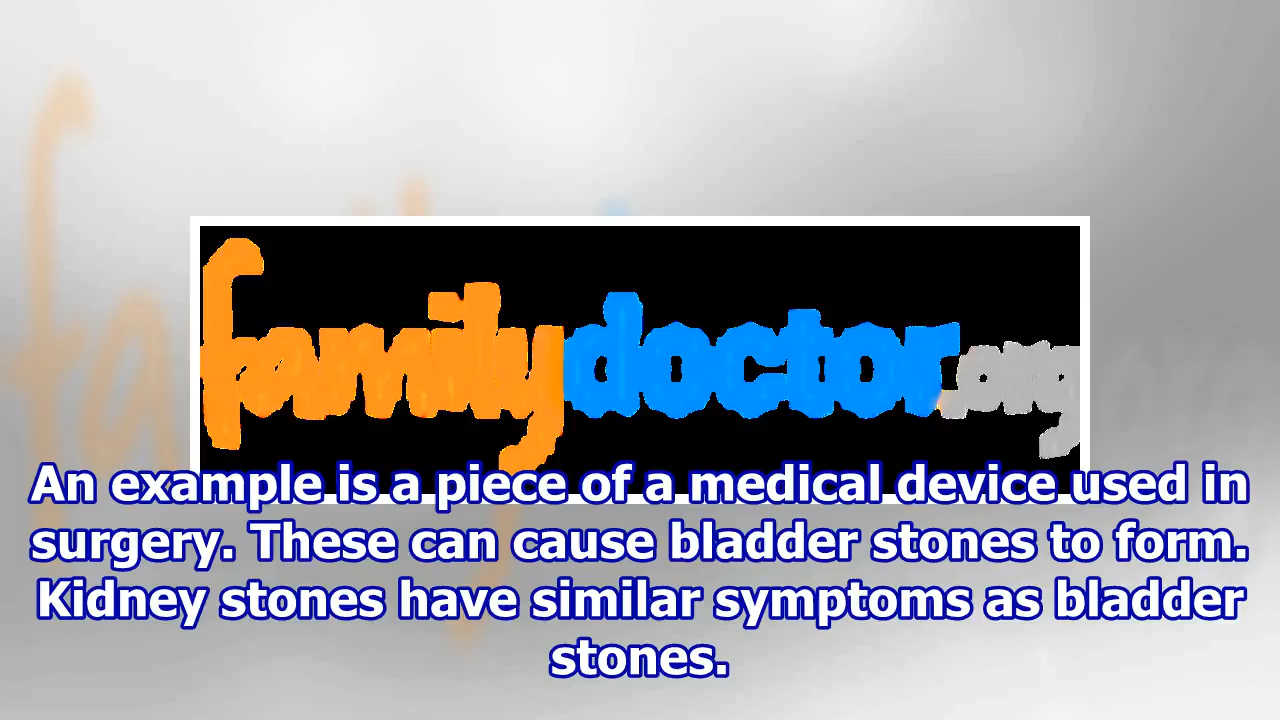 familydoctor.org
An example is a piece of a medical device used in
surgery. These can cause bladder stones to form.
Kidney stones have similar symptoms as bladder
stones.